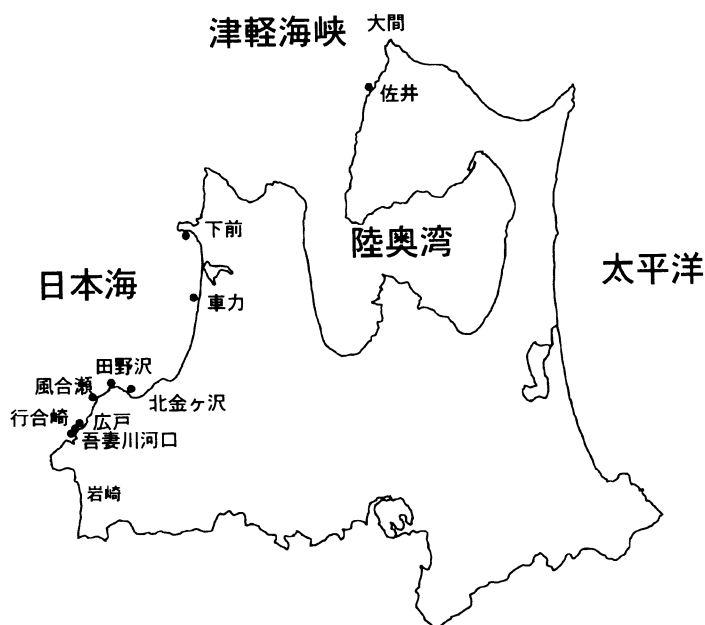 津軽海峡
大間
佐井
下前
陸奥湾
太平洋
日本海
車力
田野沢
風合瀬
北金ヶ沢
行合崎
広戸
吾妻川河口
岩崎